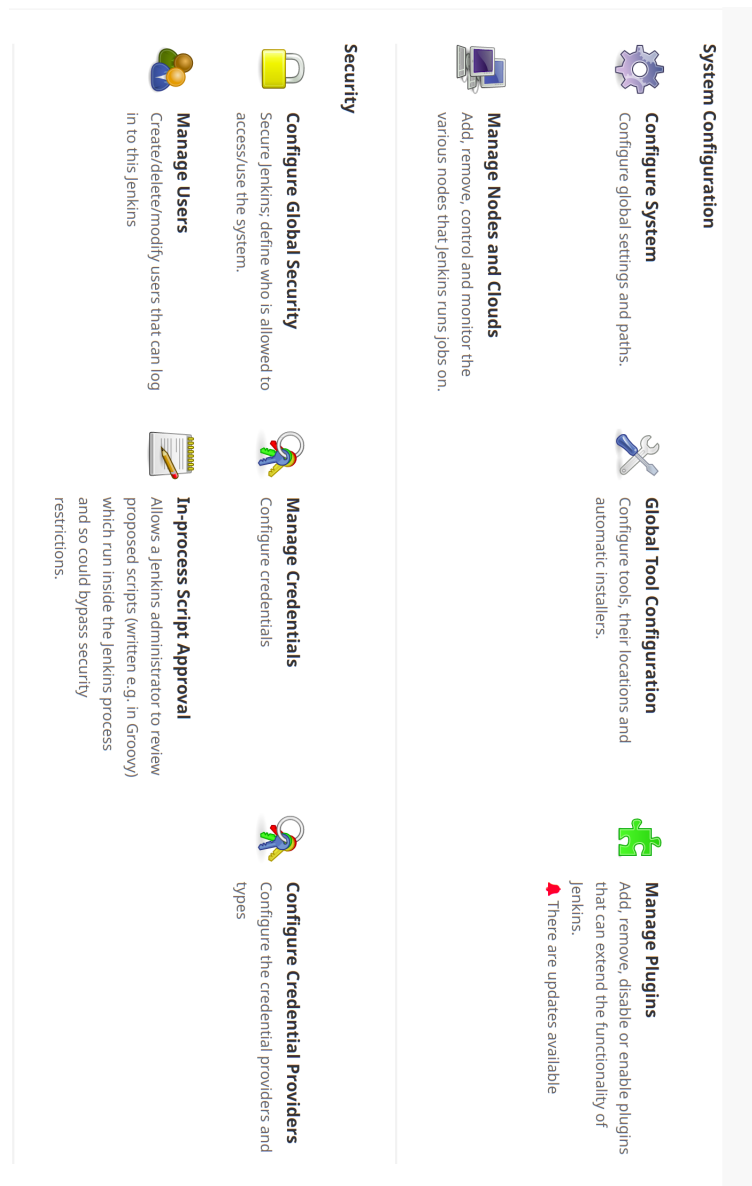 System Configuration
Configure System
Configure global settings and paths.
Global Tool Configuration
Configure tools, their locations and
automatic installers.
Manage Plugins
Add, remove, disable or enable plugins
that can extend the functionality of
Jenkins.
There are updates available
Manage Nodes and Clouds
Add, remove, control and monitor the
various nodes that Jenkins runs jobs on.
Security
Configure Global Security
Secure Jenkins; define who is allowed to
access/use the system.
Manage Credentials
Configure credentials
Configure Credential Providers
Configure the credential providers and
types
Manage Users
Create/delete/modify users that can log
in to this Jenkins
In-process Script Approval
Allows a Jenkins administrator to review
proposed scripts (written e.g. in Groovy)
which run inside the Jenkins process
and so could bypass security
restrictions.